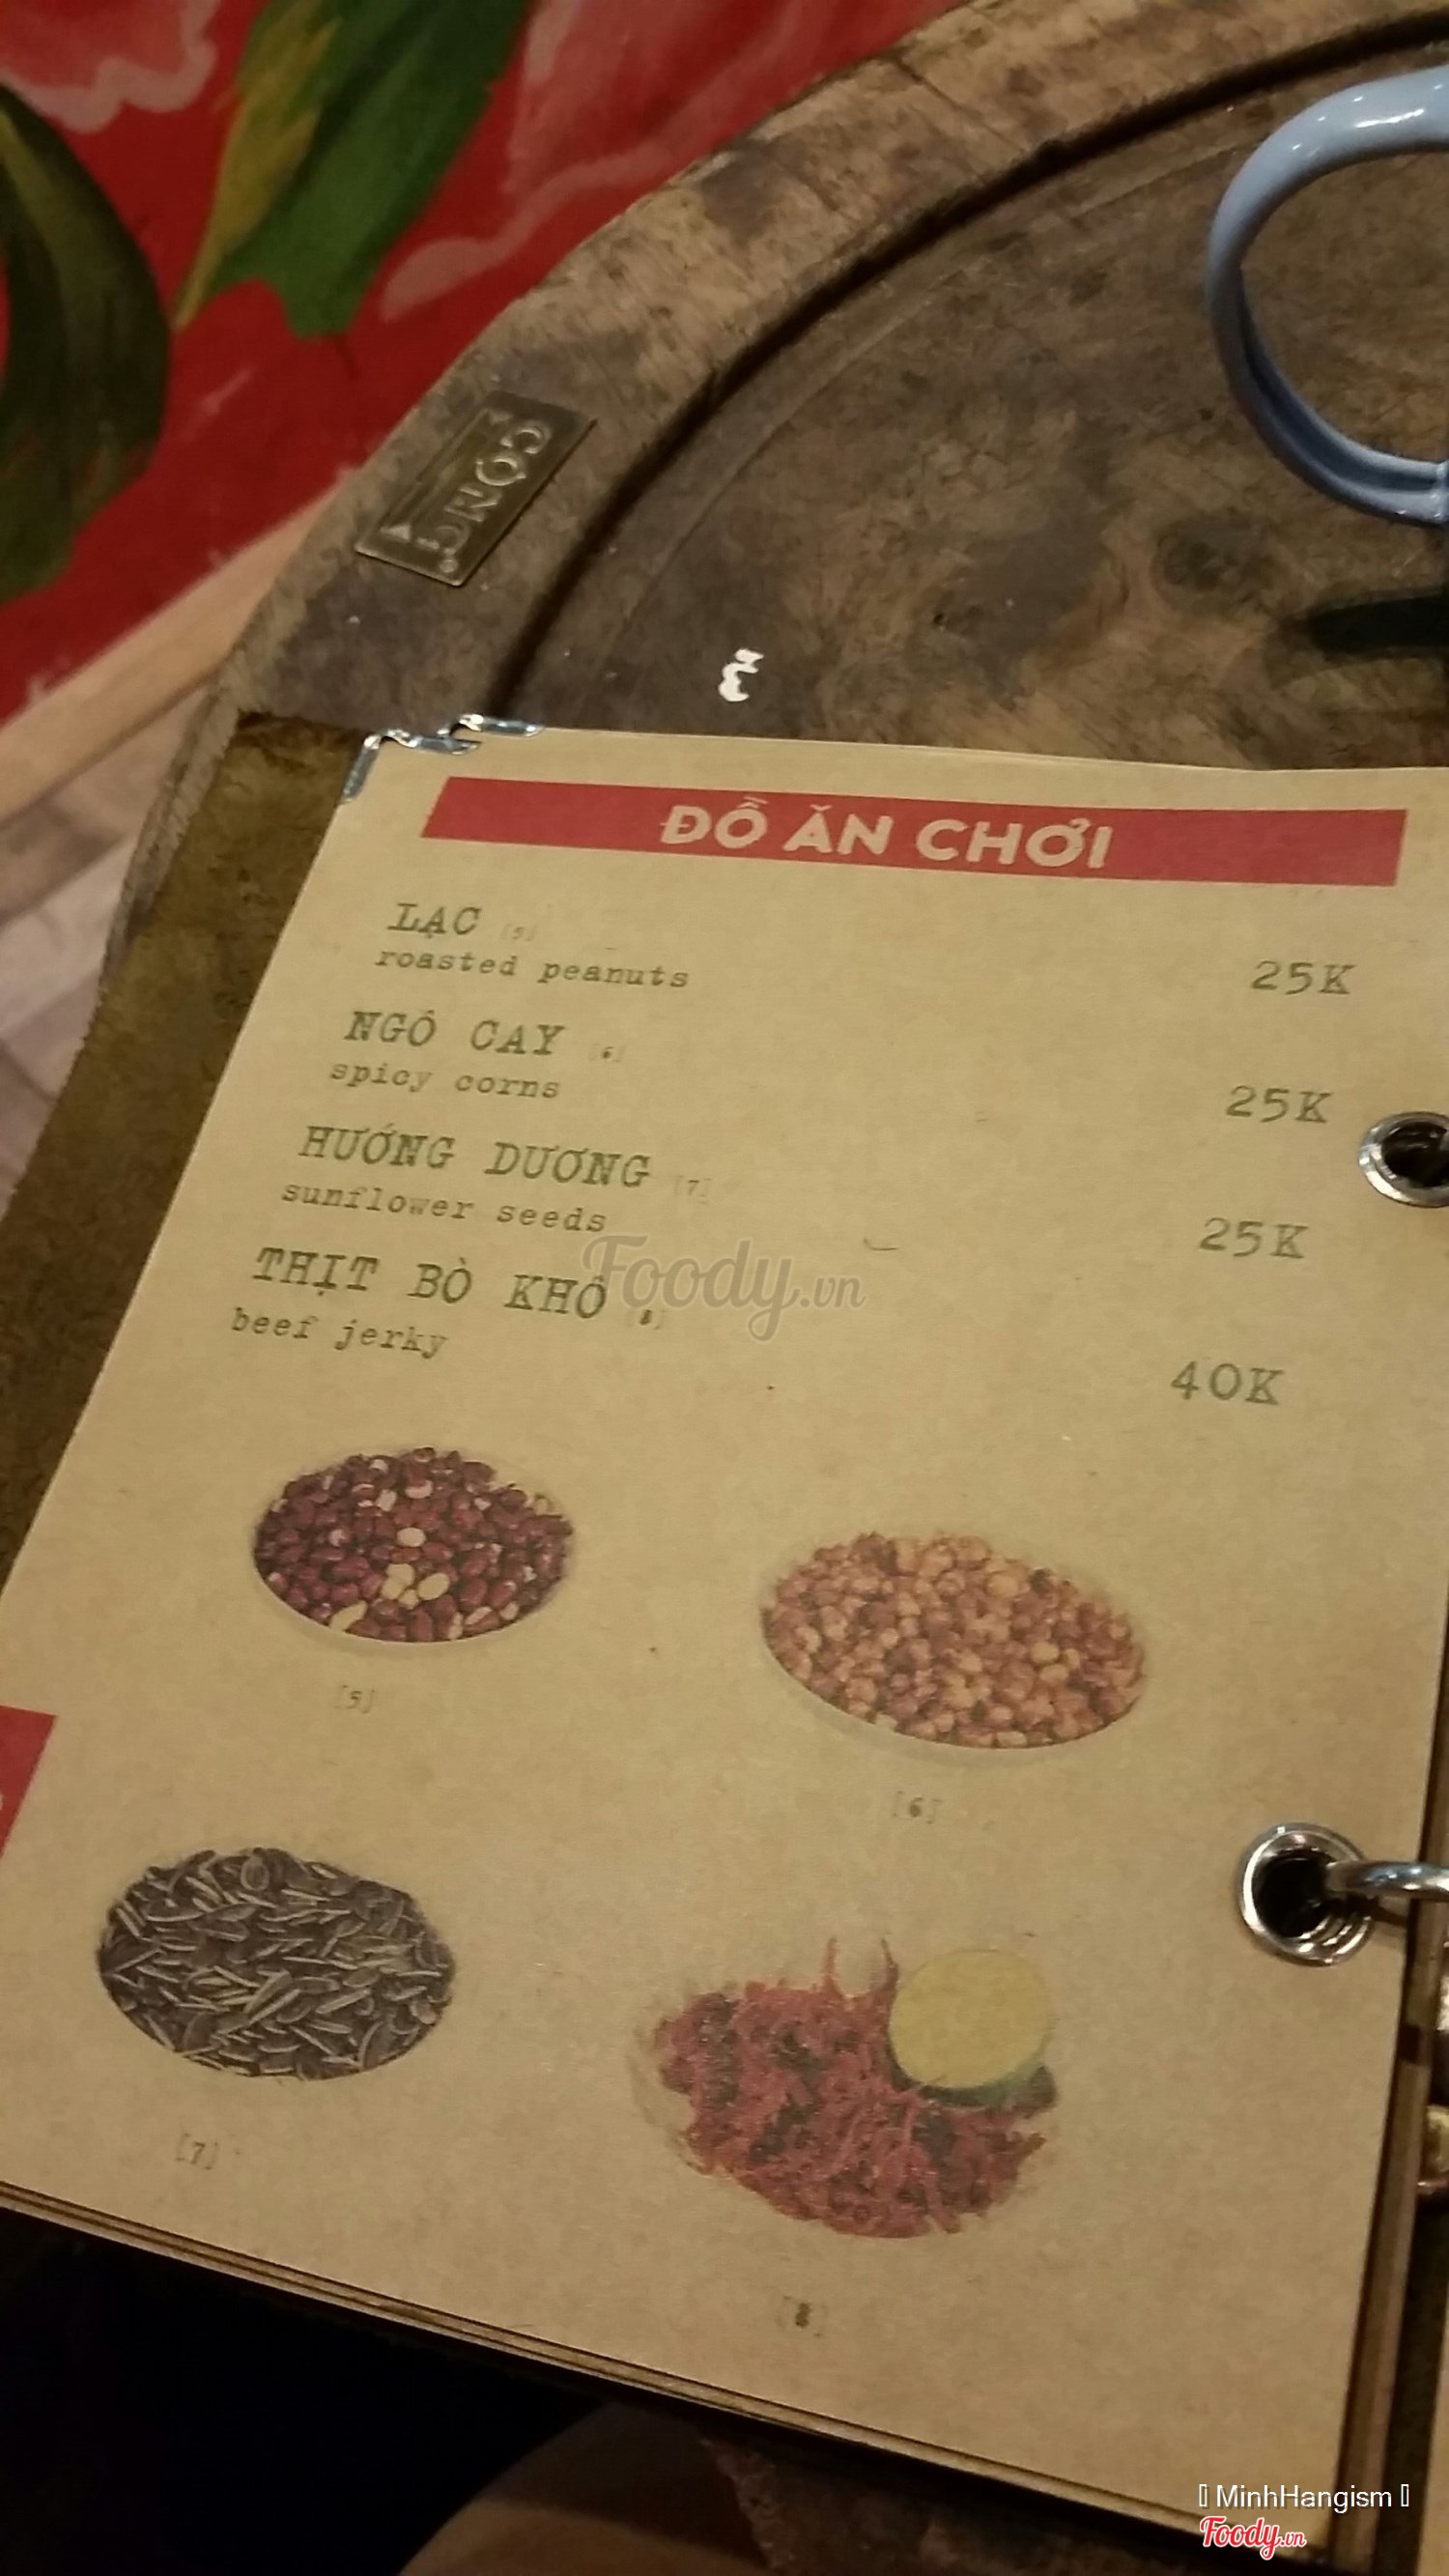 CỘNG
ĐỒ ĂN CHƠI
LẠC [5]
roasted peanuts
25K
NGÔ CAY [6]
spicy corns
25K
HƯỚNG DƯƠNG [7]
sunflower seeds
25K
THỊT BÒ KHÔ [8]
beef jerky
40K
Foody.vn
[5]
[6]
[7]
[8]
MinhHangism
Foody.vn